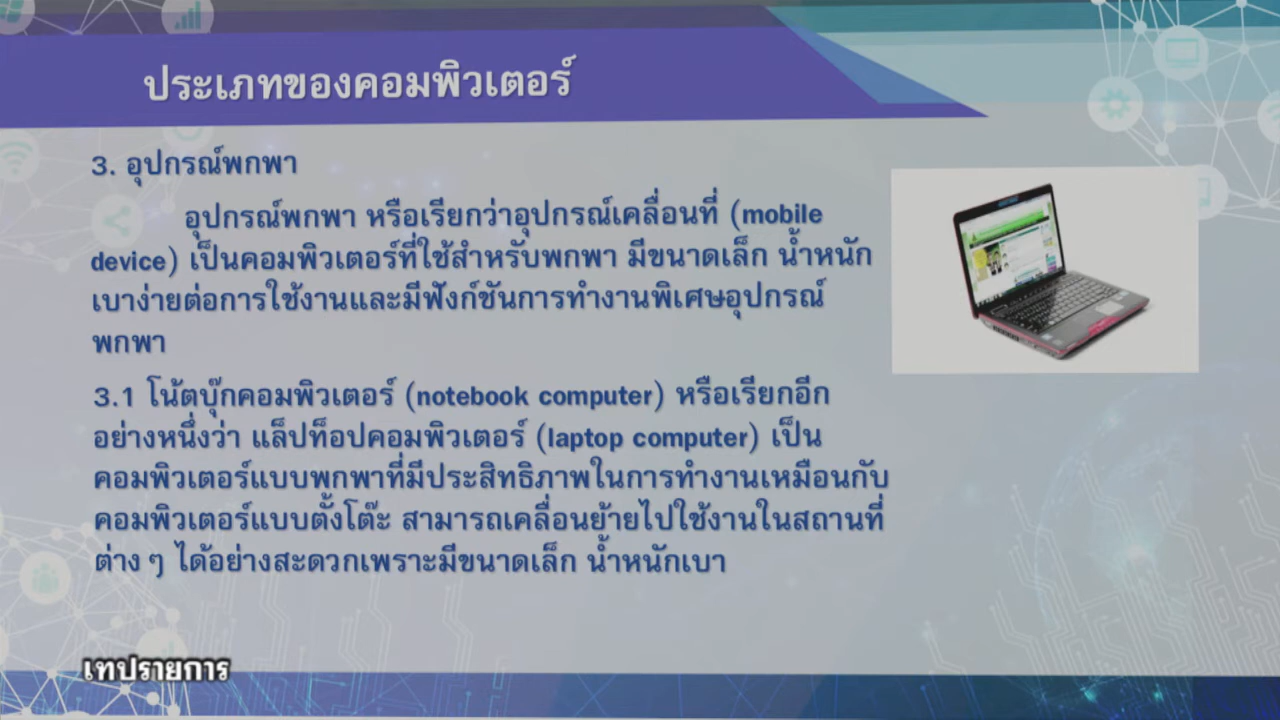 ประเภทของคอมพิวเตอร์
3. อุปกรณ์พกพา
อุปกรณ์พกพา หรือเรียกว่าอุปกรณ์เคลื่อนที่ (mobile
device) เป็นคอมพิวเตอร์ที่ใช้สำหรับพกพา มีขนาดเล็ก น้ำหนัก
เบาง่ายต่อการใช้งานและมีฟังก์ชันการทำงานพิเศษอุปกรณ์
พกพา
3.1 โน้ตบุ๊กคอมพิวเตอร์ (notebook computer) หรือเรียกอีก
อย่างหนึ่งว่า แล็ปท็อปคอมพิวเตอร์ (laptop computer) เป็น
คอมพิวเตอร์แบบพกพาที่มีประสิทธิภาพในการทำงานเหมือนกับ
คอมพิวเตอร์แบบตั้งโต๊ะ สามารถเคลื่อนย้ายไปใช้งานในสถานที่
ต่าง ๆ ได้อย่างสะดวกเพราะมีขนาดเล็ก น้ำหนักเบา
เทปรายการ